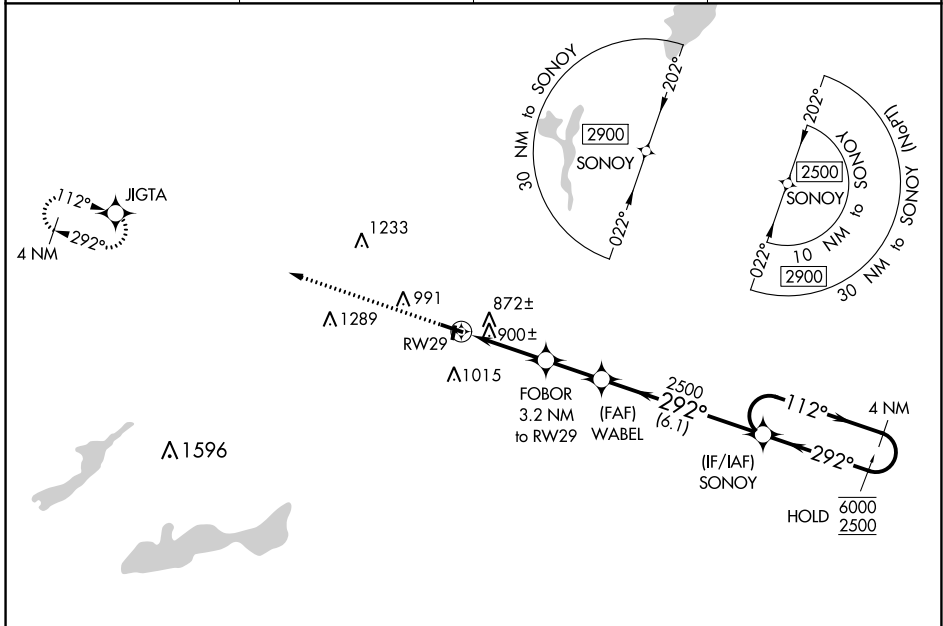 30 NM to SONOY
202°
2900
SONOY
022°
202°
2500
SONOY
10 NM to SONOY
022°
2900
30 NM to SONOY (NoPT)
112°
JIGTA
292°
4 NM
1233
991
1289
872±
900±
RW29
1015
FOBOR
3.2 NM
to RW29
(FAF)
WABEL
2500
292°
(6.1)
112°
4 NM
292°
(IF/IAF)
SONOY
HOLD
6000
2500
1596